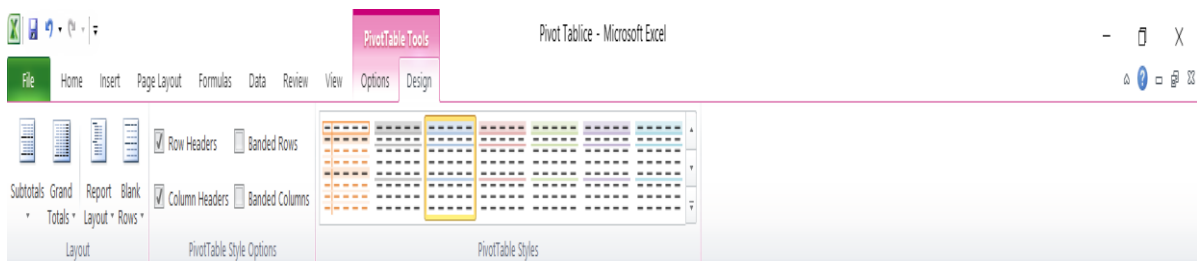 PivotTable Tools
Pivot Tablice - Microsoft Excel
File Home Insert Page Layout Formulas Data Review View Options Design
Subtotals
Grand Totals
Report Layout
Blank Rows
Row Headers
Banded Rows
Column Headers
Banded Columns
Layout
PivotTable Style Options
PivotTable Styles